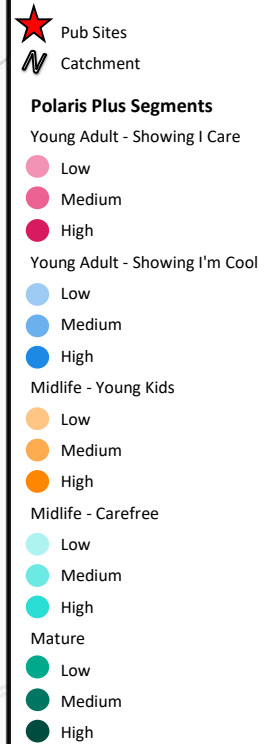 Pub Sites
Catchment
Polaris Plus Segments
Young Adult - Showing I Care
Low
Medium
High
Young Adult - Showing I'm Cool
Low
Medium
High
Midlife - Young Kids
Low
Medium
High
Midlife - Carefree
Low
Medium
High
Mature
Low
Medium
High